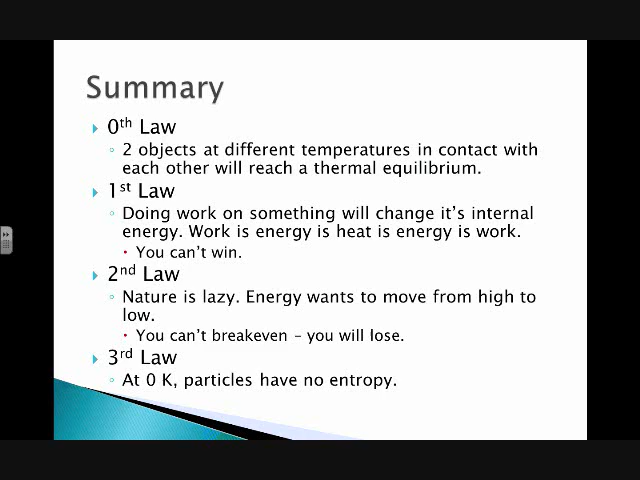 Summary
0th Law
2 objects at different temperatures in contact with
each other will reach a thermal equilibrium.
1st Law
Doing work on something will change it's internal
energy. Work is energy is heat is energy is work.
You can't win.
2nd Law
Nature is lazy. Energy wants to move from high to
low.
You can't breakeven – you will lose.
3rd Law
At 0 K, particles have no entropy.